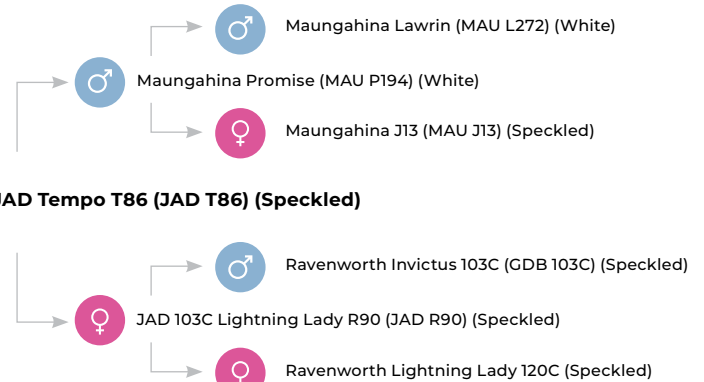 Maungahina Lawrin (MAU L272) (White)
Maungahina Promise (MAU P194) (White)
Maungahina J13 (MAU J13) (Speckled)
JAD Tempo T86 (JAD T86) (Speckled)
Ravenworth Invictus 103C (GDB 103C) (Speckled)
JAD 103C Lightning Lady R90 (JAD R90) (Speckled)
Ravenworth Lightning Lady 120C (Speckled)